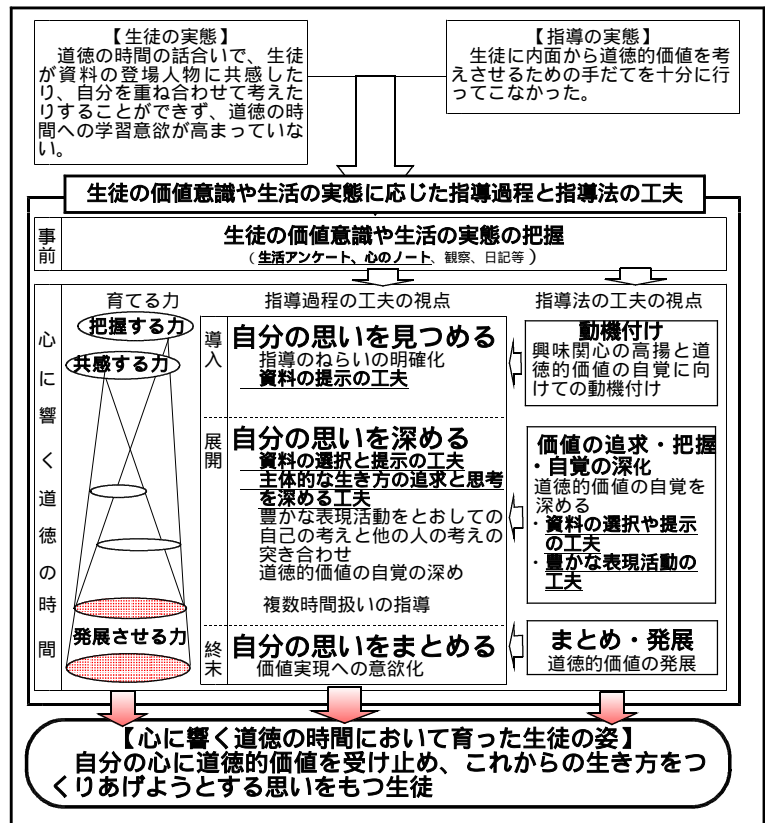 【生徒の実態】
道徳の時間の話合いで、生徒
が資料の登場人物に共感した
り、自分を重ね合わせて考えた
りすることができず、道徳の時
間への学習意欲が高まっていな
い。
【指導の実態】
生徒に内面から道徳的価値を考
えさせるための手だてを十分に行
ってこなかった。
生徒の価値意識や生活の実態に応じた指導過程と指導法の工夫
事前
生徒の価値意識や生活の実態の把握
(生活アンケート、心のノート、観察、日記等)
心に響く道徳の時間
育てる力
把握する力
共感する力
発展させる力
指導過程の工夫の視点
導入
自分の思いを見つめる
指導のねらいの明確化
資料の提示の工夫
展開
自分の思いを深める
資料の選択と提示の工夫
主体的な生き方の追求と思考
を深める工夫
豊かな表現活動をとおしての
自己の考えと他の人の考えの
突き合わせ
道徳的価値の自覚の深め
複数時間扱いの指導
終末
自分の思いをまとめる
価値実現への意欲化
指導法の工夫の視点
動機付け
興味関心の高揚と道
徳的価値の自覚に向
けての動機付け
価値の追求・把握
・自覚の深化
道徳的価値の自覚を
深める
・資料の選択や提示
の工夫
・豊かな表現活動の
工夫
まとめ・発展
道徳的価値の発展
【心に響く道徳の時間において育った生徒の姿】
自分の心に道徳的価値を受け止め、これからの生き方をつ
くりあげようとする思いをもつ生徒